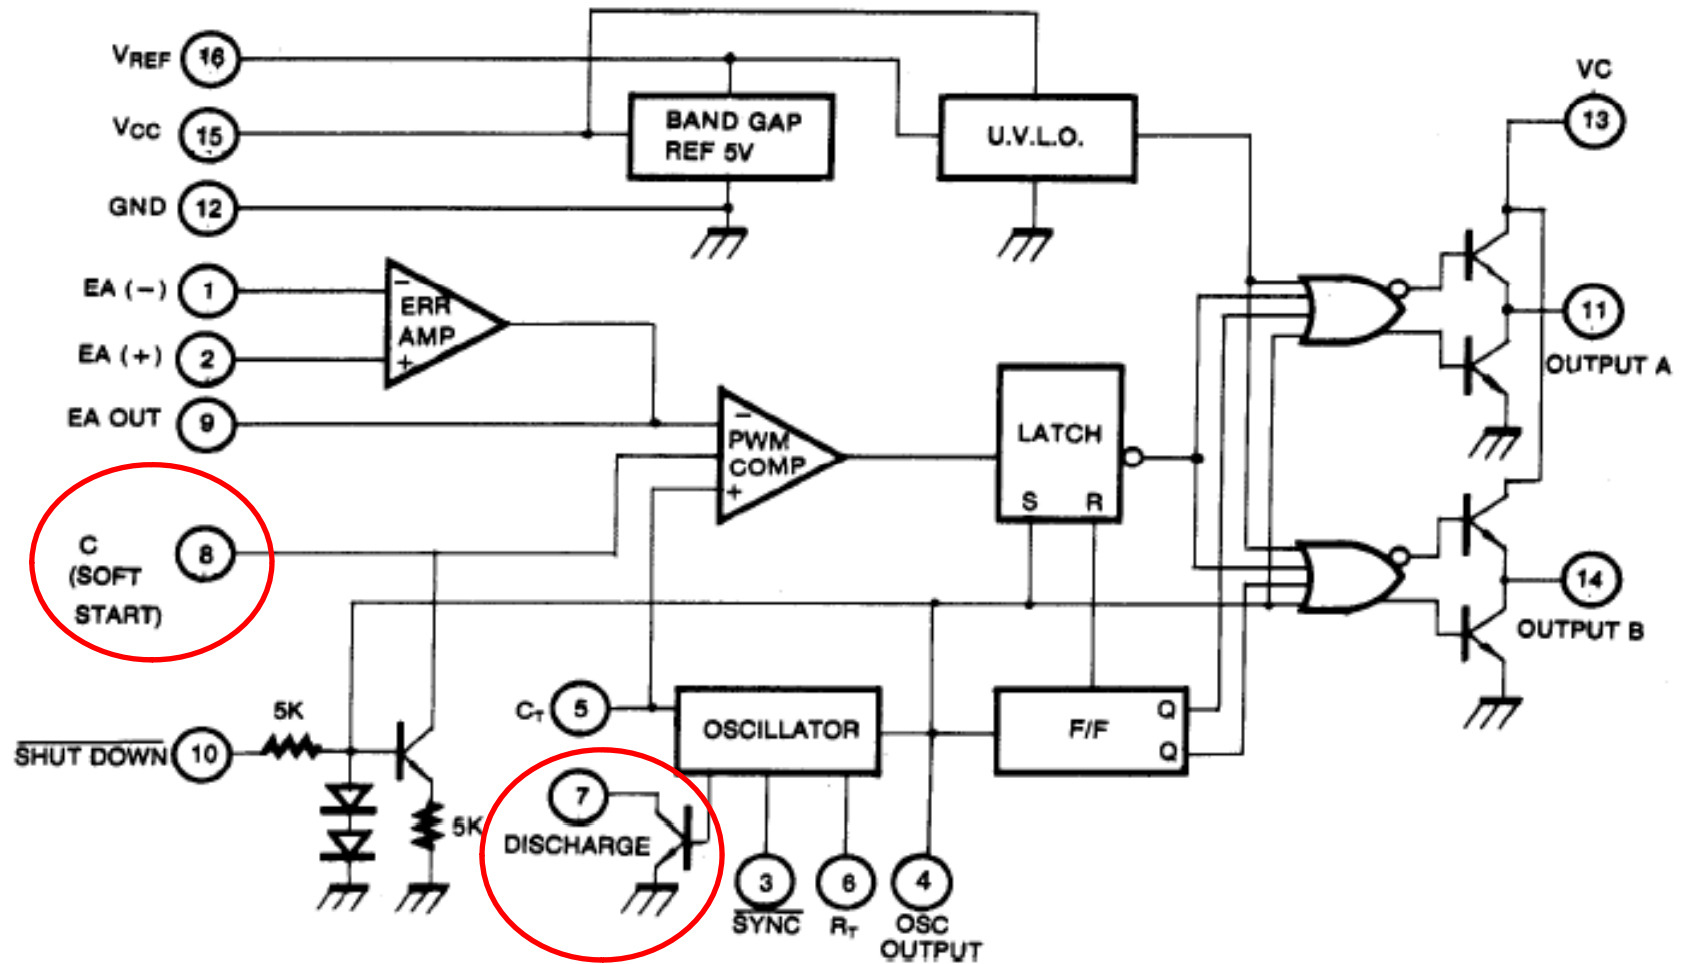 VREF 16
VCC 15
GND 12
EA (−) 1
EA (+) 2
EA OUT 9
C
(SOFT
START)
8
SHUT DOWN 10
5K
5K
BAND GAP
REF 5V
U.V.L.O.
−
ERR
AMP
+
−
PWM
COMP
+
LATCH
S R
CT 5
OSCILLATOR
F/F
Q
Q
7
DISCHARGE
3
SYNC
6
RT
4
OSC
OUTPUT
VC
13
11
OUTPUT A
14
OUTPUT B